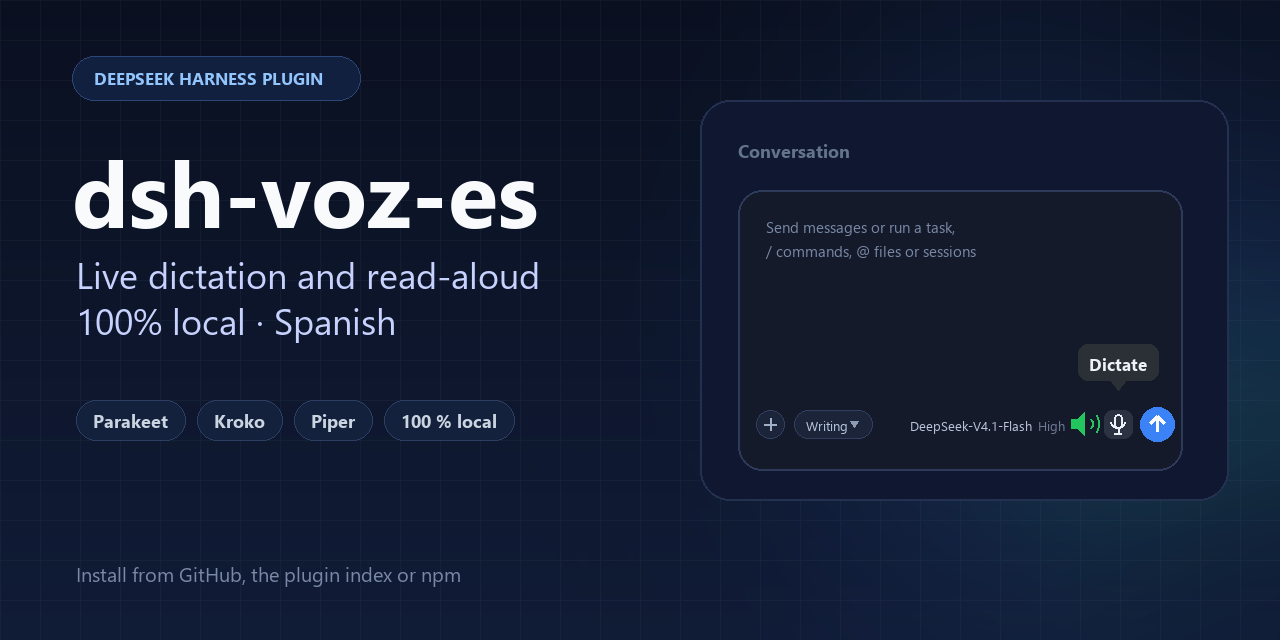 DEEPSEEK HARNESS PLUGIN
dsh-voz-es
Live dictation and read-aloud
100% local · Spanish
Parakeet
Kroko
Piper
100 % local
Install from GitHub, the plugin index or npm
Conversation
Send messages or run a task,
/ commands, @ files or sessions
Dictate
Writing
DeepSeek-V4.1-Flash High